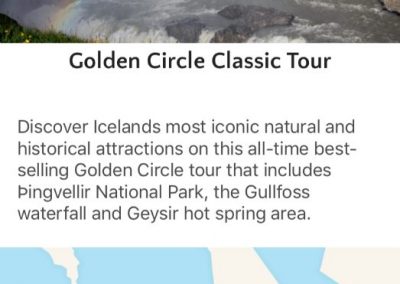 Golden Circle Classic Tour
Discover Icelands most iconic natural and
historical attractions on this all-time best-
selling Golden Circle tour that includes
Þingvellir National Park, the Gullfoss
waterfall and Geysir hot spring area.